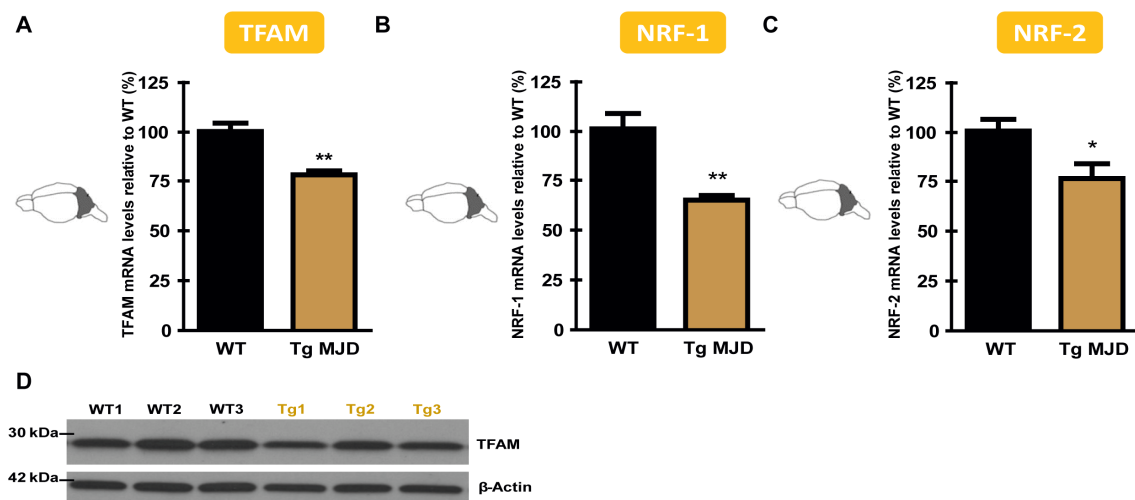 A
TFAM
TFAM mRNA levels relative to WT (%)
125
100
75
50
25
0
**
WT
Tg MJD
B
NRF-1
NRF-1 mRNA levels relative to WT (%)
125
100
75
50
25
0
**
WT
Tg MJD
C
NRF-2
NRF-2 mRNA levels relative to WT (%)
125
100
75
50
25
0
*
WT
Tg MJD
D
WT1 WT2 WT3 Tg1 Tg2 Tg3
30 kDa
TFAM
42 kDa
β-Actin